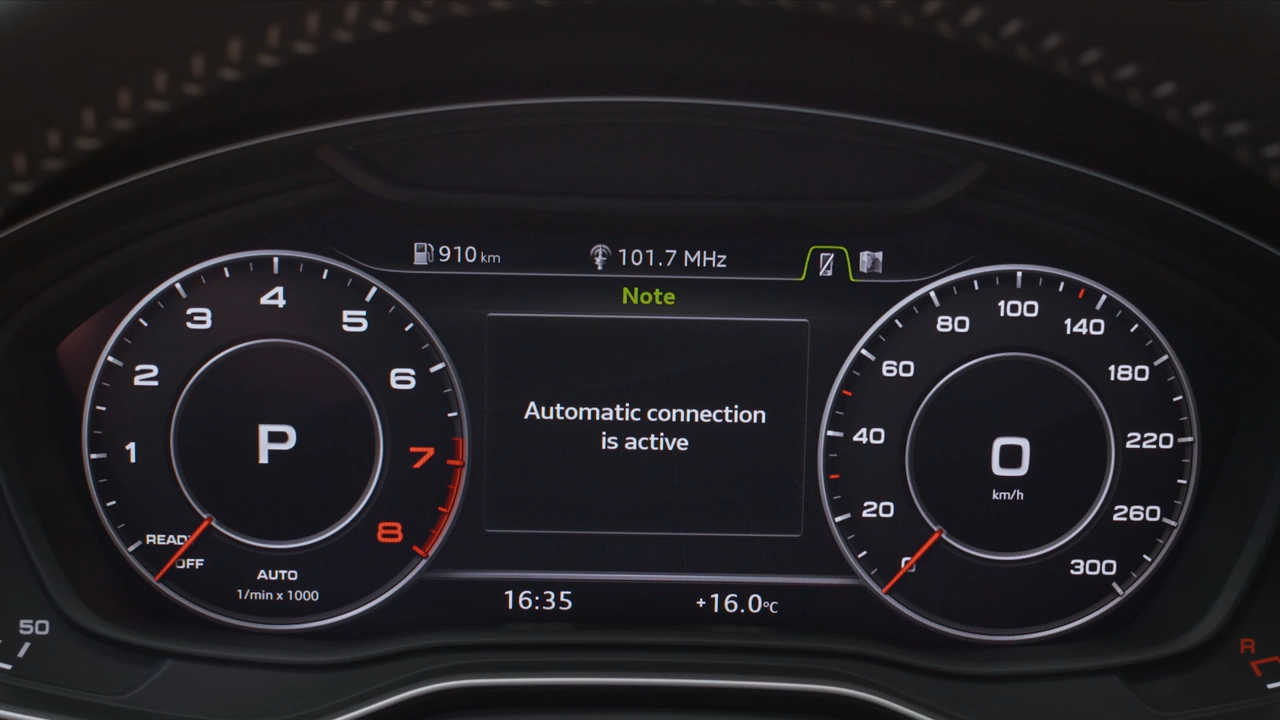 910 km
101.7 MHz
Note
1
2
3
4
5
6
7
8
P
READY
OFF
AUTO
1/min x 1000
Automatic connection
is active
0
20
40
60
80
100
140
180
220
260
300
0
km/h
16:35
+16.0°C
50
R